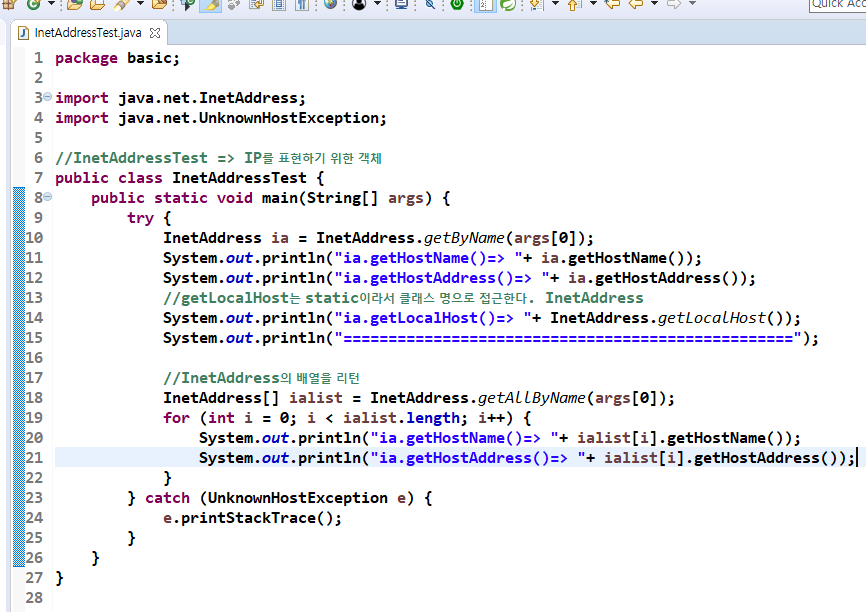 Quick Acc
InetAddressTest.java
1 package basic;
2
3 import java.net.InetAddress;
4 import java.net.UnknownHostException;
5
6 //InetAddressTest => IP를 표현하기 위한 객체
7 public class InetAddressTest {
8 public static void main(String[] args) {
9 try {
10 InetAddress ia = InetAddress.getByName(args[0]);
11 System.out.println("ia.getHostName()=> "+ ia.getHostName());
12 System.out.println("ia.getHostAddress()=> "+ ia.getHostAddress());
13 //getLocalHost는 static이라서 클래스 명으로 접근한다. InetAddress
14 System.out.println("ia.getLocalHost()=> "+ InetAddress.getLocalHost());
15 System.out.println("==================================================");
16
17 //InetAddress의 배열을 리턴
18 InetAddress[] ialist = InetAddress.getAllByName(args[0]);
19 for (int i = 0; i < ialist.length; i++) {
20 System.out.println("ia.getHostName()=> "+ ialist[i].getHostName());
21 System.out.println("ia.getHostAddress()=> "+ ialist[i].getHostAddress());
22 }
23 } catch (UnknownHostException e) {
24 e.printStackTrace();
25 }
26 }
27 }
28